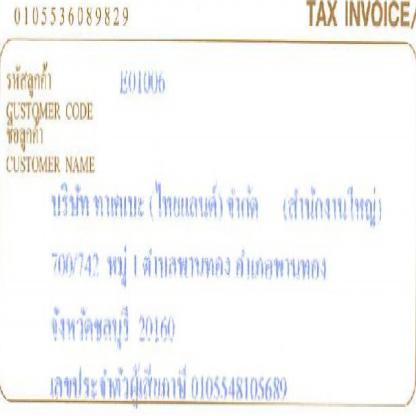 0105536089829 TAX INVOICE/
รหัสลูกค้า E01006
CUSTOMER CODE
ชื่อลูกค้า
CUSTOMER NAME
บริษัท ทาเคเบะ (ไทยแลนด์) จำกัด (สำนักงานใหญ่)
700/742 หมู่ 1 ตำบลพานทอง อำเภอพานทอง
จังหวัดชลบุรี 20160
เลขประจำตัวผู้เสียภาษี 0105548105689